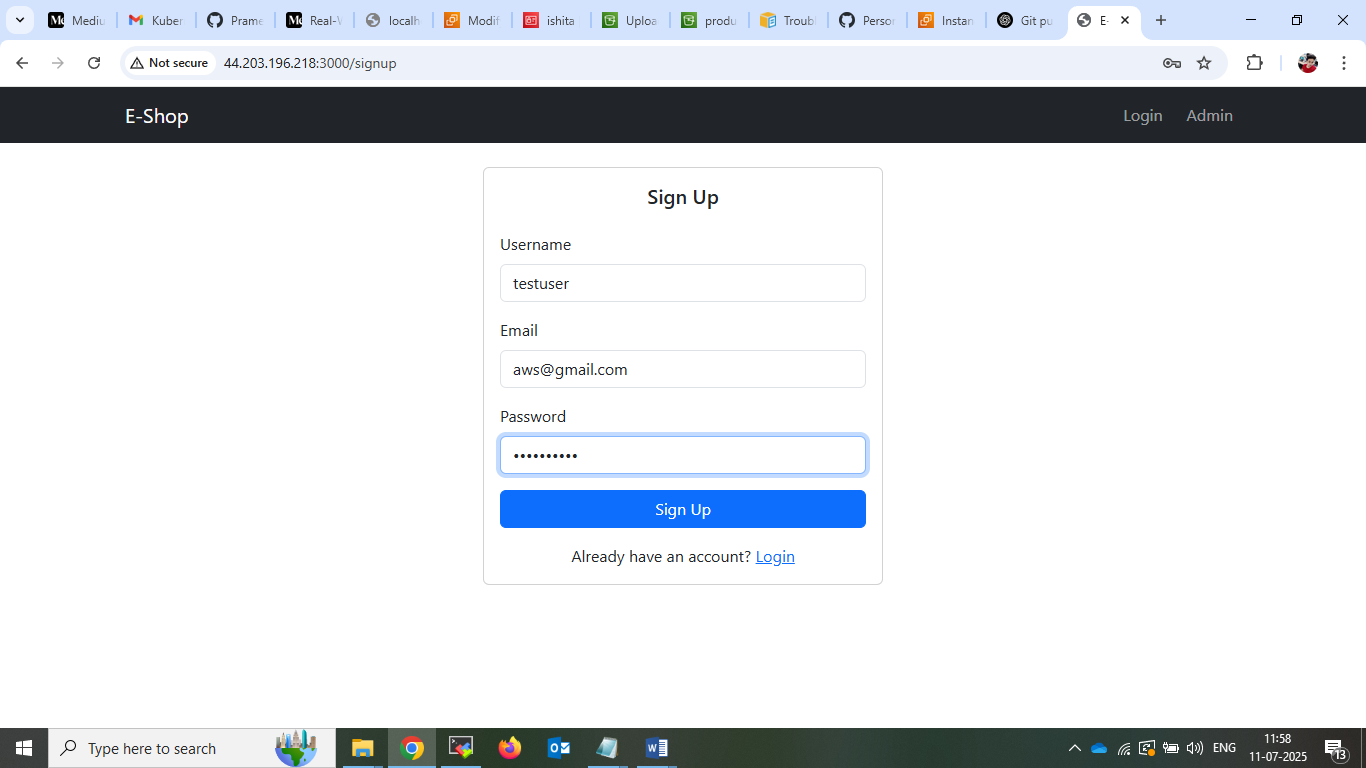 Mediu
Kuber
Prame
Real-W
localh
Modif
ishita
Uploa
produ
Troubl
Person
Instan
Git pu
E-
Not secure
44.203.196.218:3000/signup
E-Shop
Login
Admin
Sign Up
Username
testuser
Email
aws@gmail.com
Password
••••••••••
Sign Up
Already have an account? Login
Type here to search
ENG
11:58
11-07-2025
13